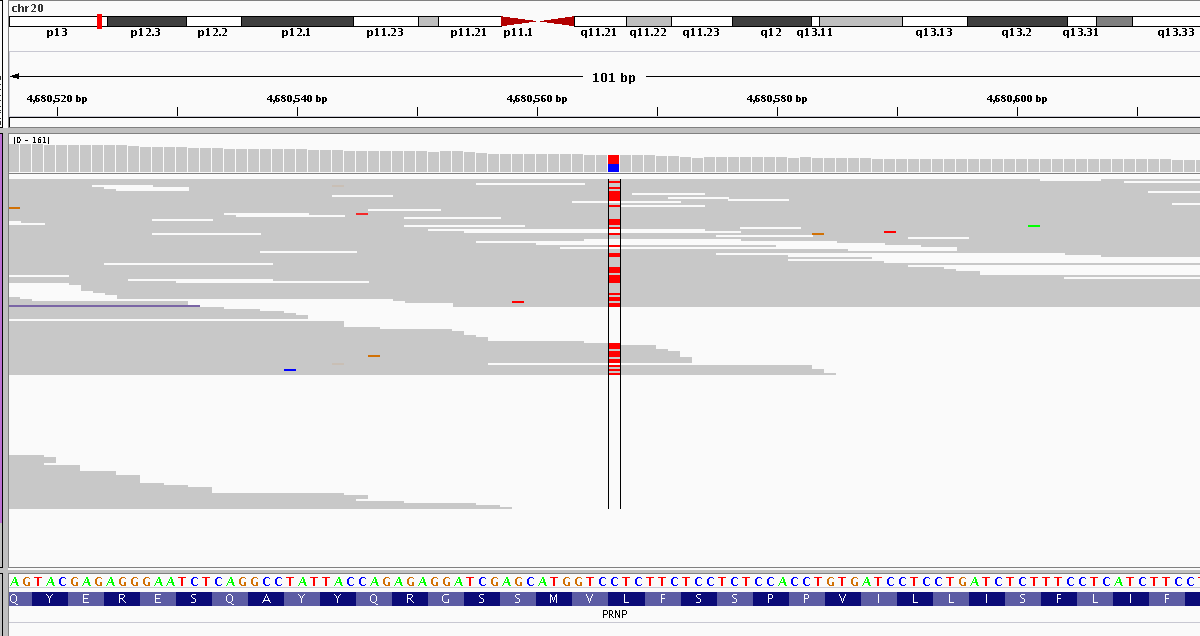 chr20
p13 p12.3 p12.2 p12.1 p11.23 p11.21 p11.1 q11.21 q11.22 q11.23 q12 q13.11 q13.13 q13.2 q13.31 q13.33
101 bp
4,680,520 bp 4,680,540 bp 4,680,560 bp 4,680,580 bp 4,680,600 bp
[0 - 161]
A G T A C G A G A G G G A A T C T C A G G C C T A T T A C C A G A G A G G A T C G A G C A T G G T C C T C T T C T C C T C T C C A C C T G T G A T C C T C C T G A T C T C T T T C C T C A T C T T C C
Q Y E R E S Q A Y Y Q R G S S M V L F S S P P V I L L I S F L I F
PRNP